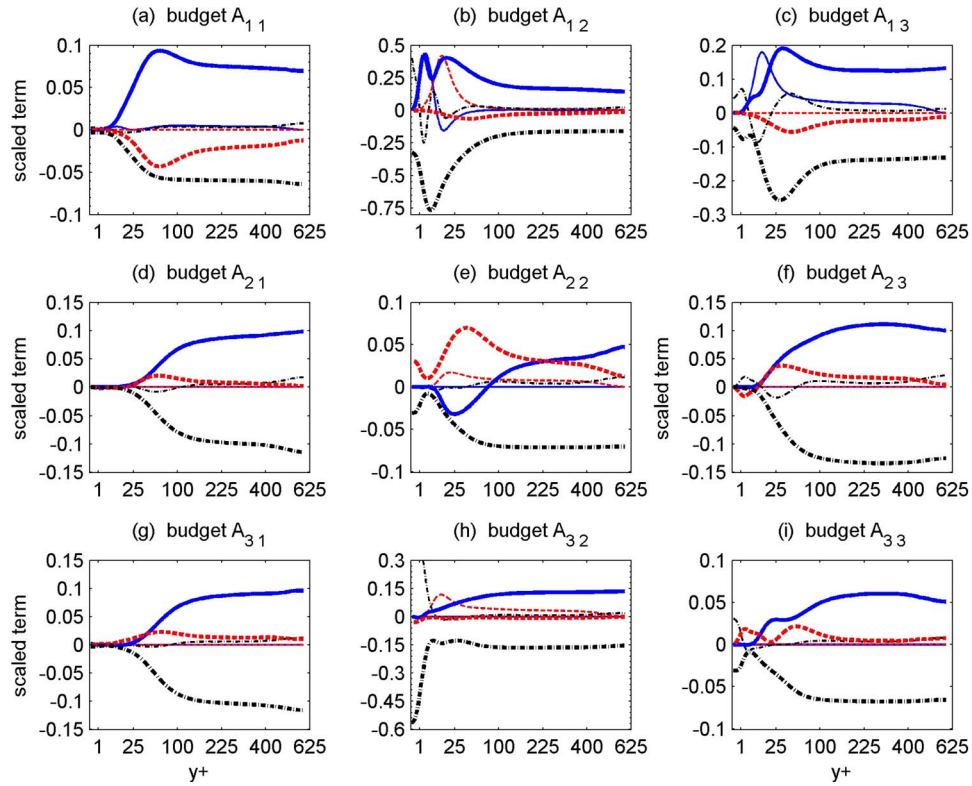 (a) budget A1 1
(b) budget A1 2
(c) budget A1 3
scaled term
0.1
0.05
0
-0.05
-0.1
0.5
0.25
0
-0.25
-0.5
-0.75
0.2
0.1
0
-0.1
-0.2
-0.3
1 25 100 225 400 625
1 25 100 225 400 625
1 25 100 225 400 625
(d) budget A2 1
(e) budget A2 2
(f) budget A2 3
scaled term
0.15
0.1
0.05
0
-0.05
-0.1
-0.15
0.1
0.05
0
-0.05
0.1
scaled term
0.15
0.1
0.05
0
-0.05
-0.1
-0.15
1 25 100 225 400 625
1 25 100 225 400 625
1 25 100 225 400 625
(g) budget A3 1
(h) budget A3 2
(i) budget A3 3
scaled term
0.15
0.1
0.05
0
-0.05
-0.1
-0.15
0.3
0.15
0
-0.15
-0.3
-0.45
-0.6
0.1
0.05
0
-0.05
0.1
1 25 100 225 400 625
1 25 100 225 400 625
1 25 100 225 400 625
y+
y+